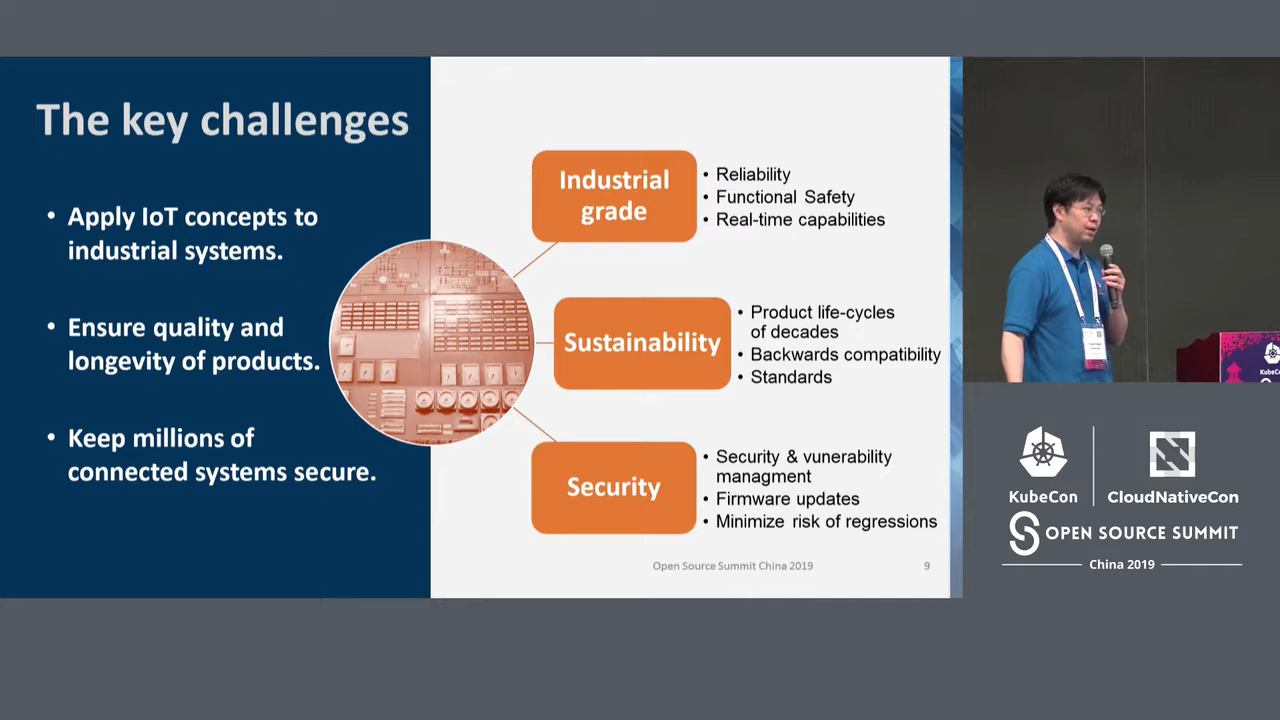 The key challenges
• Apply IoT concepts to
industrial systems.
• Ensure quality and
longevity of products.
• Keep millions of
connected systems secure.
Industrial
grade
• Reliability
• Functional Safety
• Real-time capabilities
Sustainability
• Product life-cycles
of decades
• Backwards compatibility
• Standards
Security
• Security & vunerability
managment
• Firmware updates
• Minimize risk of regressions
Open Source Summit China 2019
9
KubeCon
CloudNativeCon
OPEN SOURCE SUMMIT
China 2019